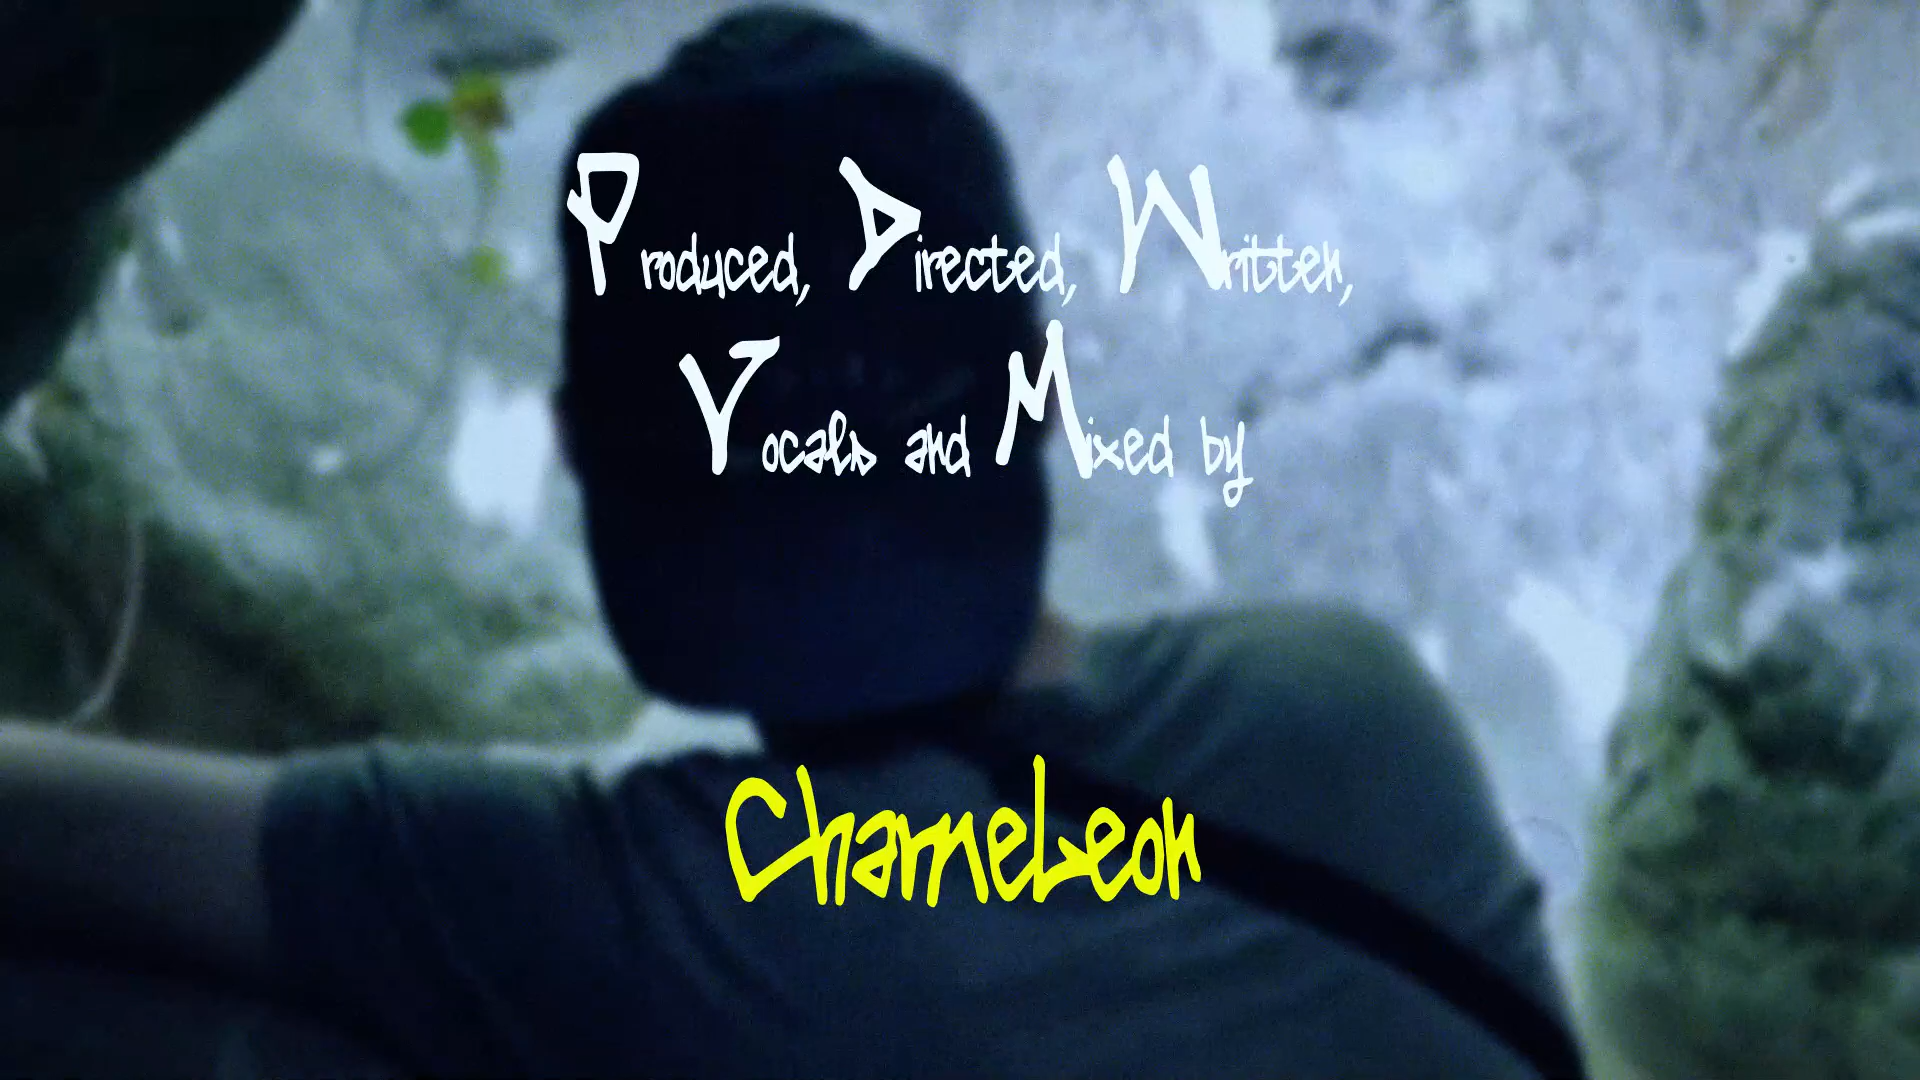 Produced, Directed, Written,
Vocals and Mixed by
ChameLeon